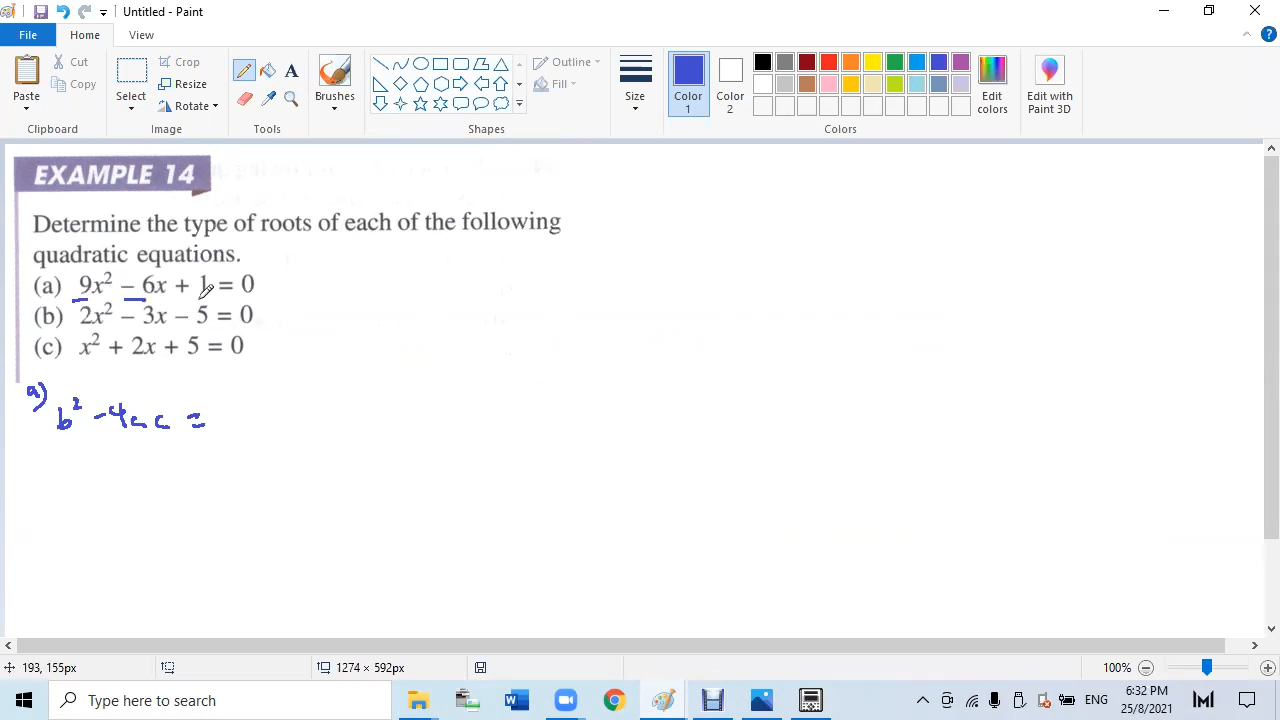 Untitled - Paint
File Home View
Paste Cut Copy Clipboard
Select Crop Resize Rotate Image
Tools
Brushes
Outline Fill Shapes
Size
Color 1 Color 2 Edit colors Colors
Edit with Paint 3D
EXAMPLE 14
Determine the type of roots of each of the following
quadratic equations.
(a) 9x² – 6x + 1 = 0
(b) 2x² – 3x – 5 = 0
(c) x² + 2x + 5 = 0
a)
b² - 4ac =
193, 155px 1274 × 592px 100%
Type here to search
ENG 6:32 PM 25/8/2021